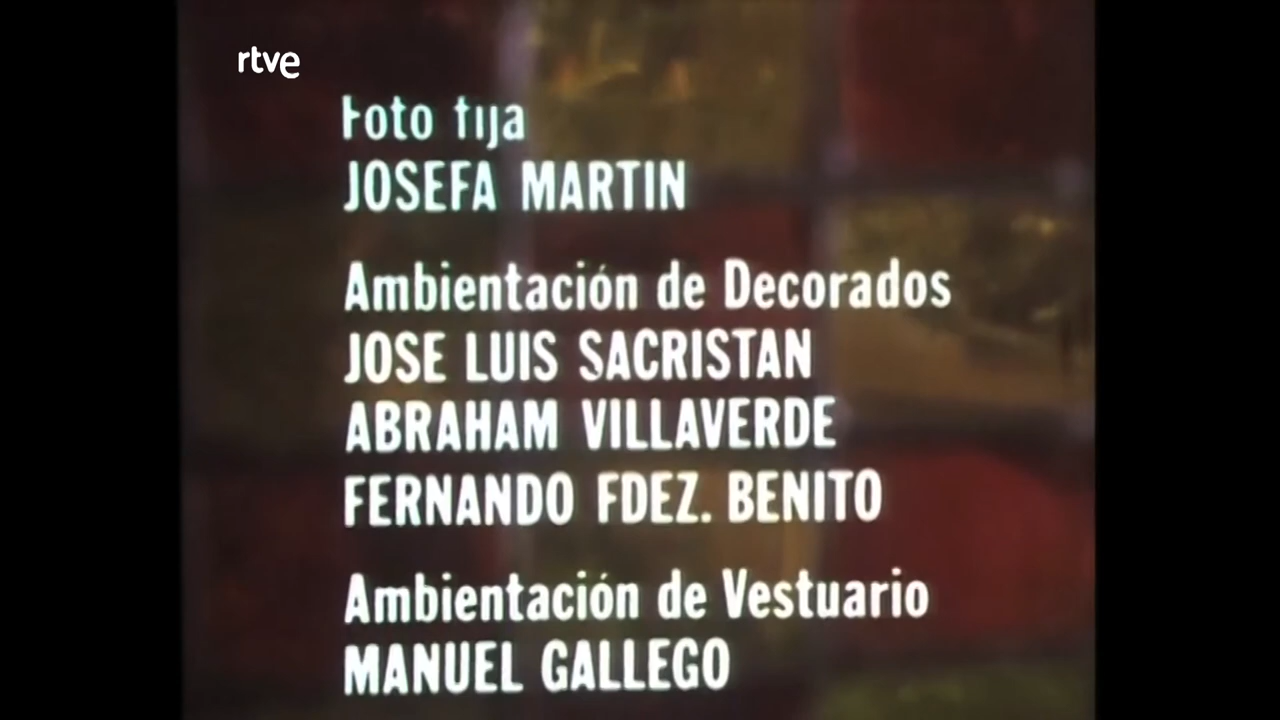 rtve
Foto fija
JOSEFA MARTIN
Ambientación de Decorados
JOSE LUIS SACRISTAN
ABRAHAM VILLAVERDE
FERNANDO FDEZ. BENITO
Ambientación de Vestuario
MANUEL GALLEGO